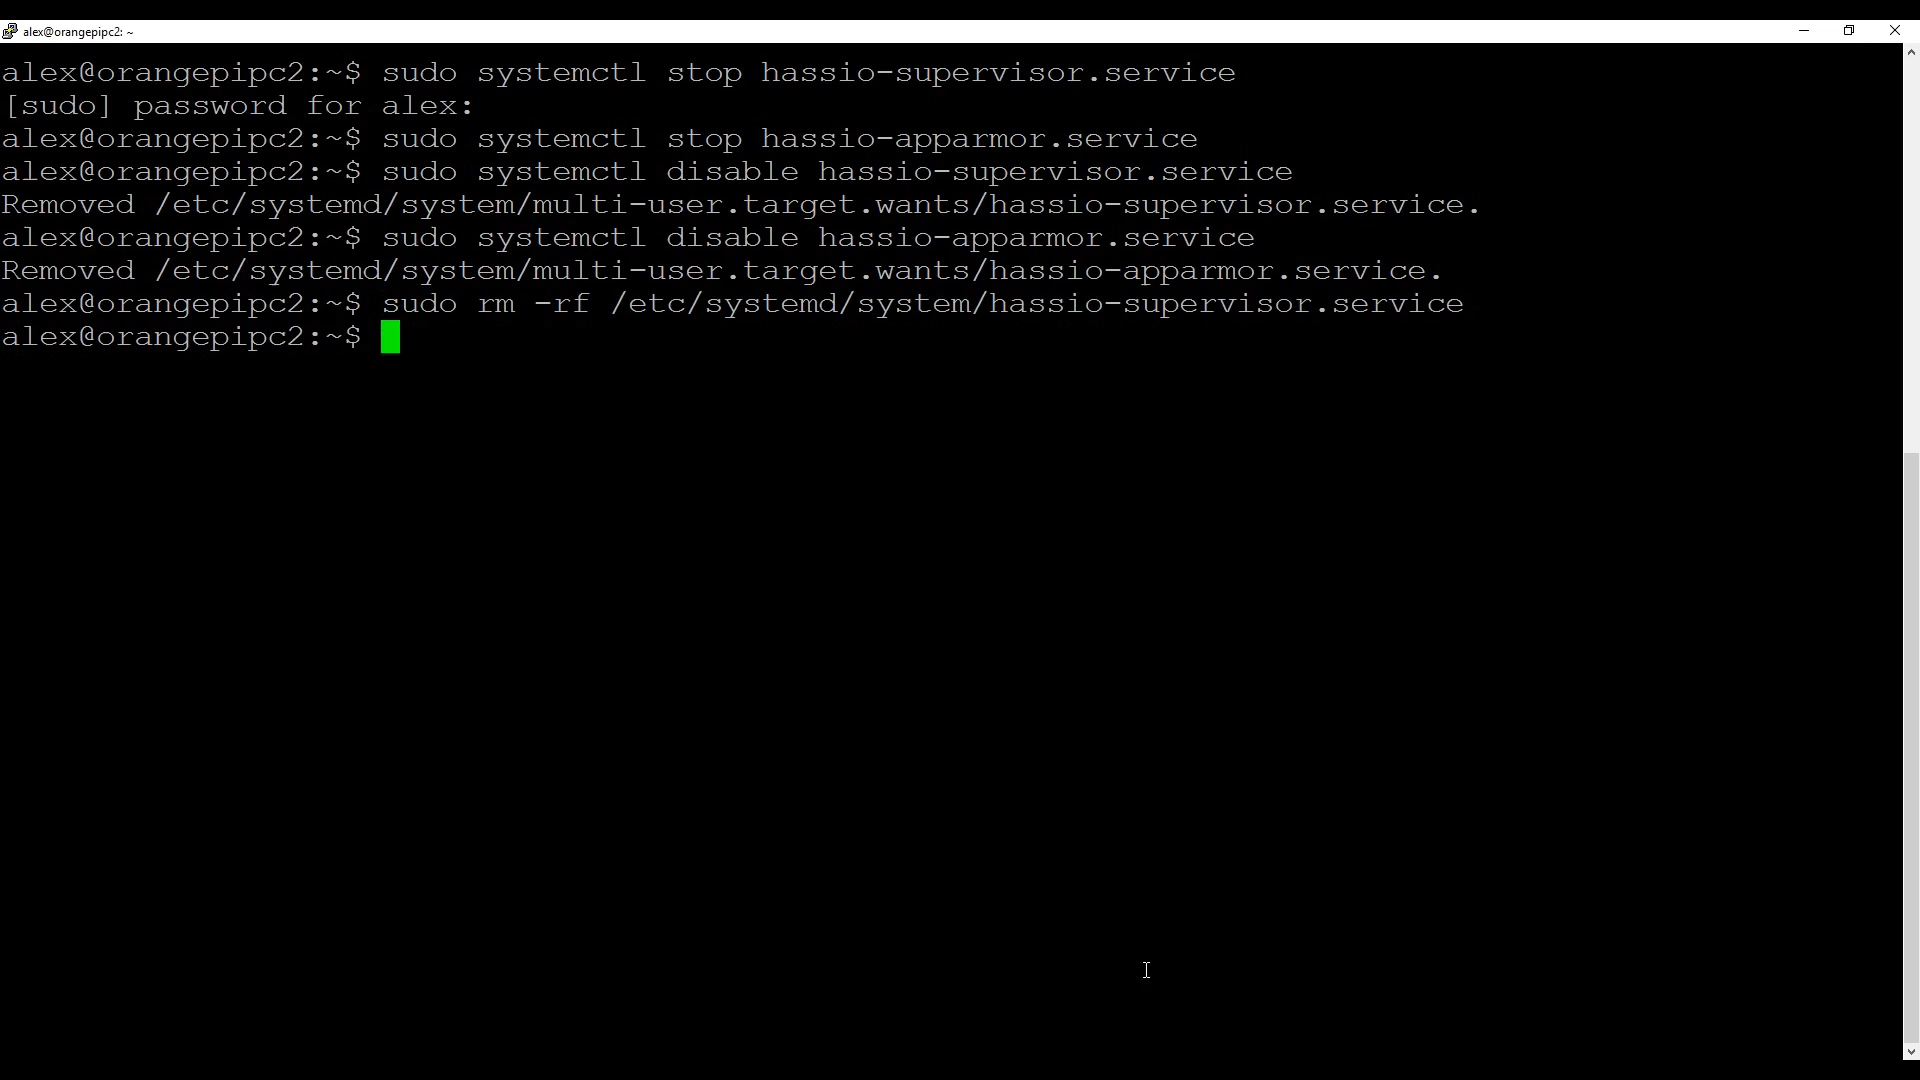 alex@orangepipc2: ~
alex@orangepipc2:~$ sudo systemctl stop hassio-supervisor.service
[sudo] password for alex:
alex@orangepipc2:~$ sudo systemctl stop hassio-apparmor.service
alex@orangepipc2:~$ sudo systemctl disable hassio-supervisor.service
Removed /etc/systemd/system/multi-user.target.wants/hassio-supervisor.service.
alex@orangepipc2:~$ sudo systemctl disable hassio-apparmor.service
Removed /etc/systemd/system/multi-user.target.wants/hassio-apparmor.service.
alex@orangepipc2:~$ sudo rm -rf /etc/systemd/system/hassio-supervisor.service
alex@orangepipc2:~$